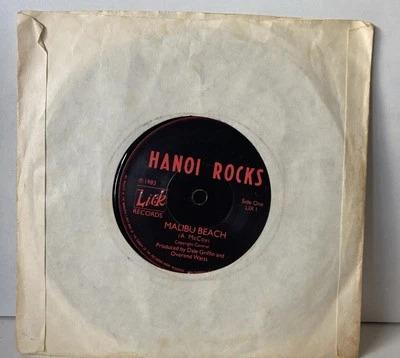 HANOI ROCKS
℗ 1983
Lick
RECORDS
Side One
LIX 1
MALIBU BEACH
(A. McCoy)
Copyright Control
Produced by Dale Griffin and
Overend Watts